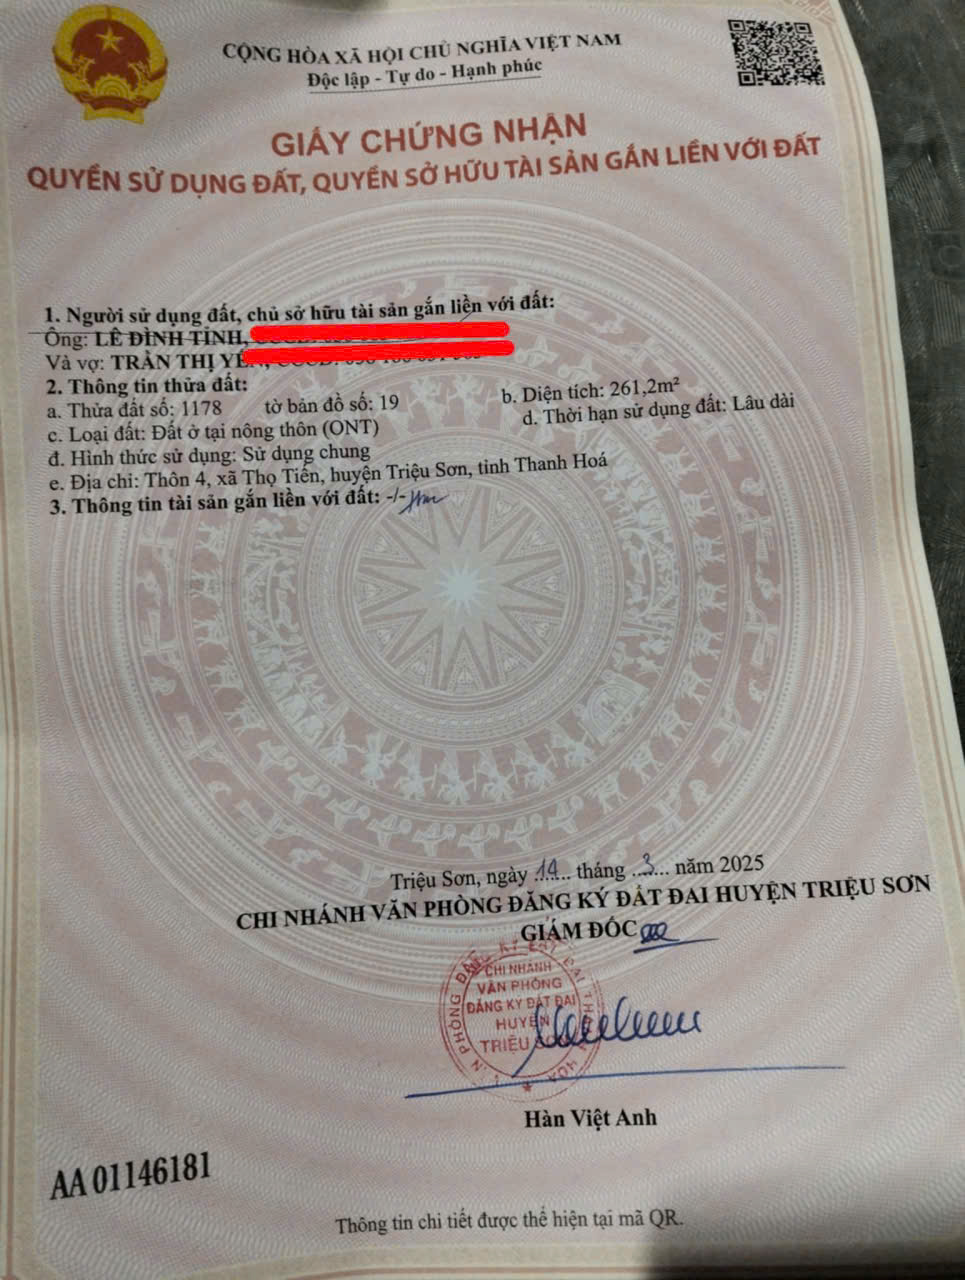 CỘNG HÒA XÃ HỘI CHỦ NGHĨA VIỆT NAM
Độc lập - Tự do - Hạnh phúc
GIẤY CHỨNG NHẬN
QUYỀN SỬ DỤNG ĐẤT, QUYỀN SỞ HỮU TÀI SẢN GẮN LIỀN VỚI ĐẤT
1. Người sử dụng đất, chủ sở hữu tài sản gắn liền với đất:
Ông: LÊ ĐÌNH TỈNH,
Và vợ: TRẦN THỊ YẾN,
2. Thông tin thửa đất:
a. Thửa đất số: 1178 tờ bản đồ số: 19 b. Diện tích: 261,2m²
c. Loại đất: Đất ở tại nông thôn (ONT) d. Thời hạn sử dụng đất: Lâu dài
đ. Hình thức sử dụng: Sử dụng chung
e. Địa chỉ: Thôn 4, xã Thọ Tiến, huyện Triệu Sơn, tỉnh Thanh Hoá
3. Thông tin tài sản gắn liền với đất: -/-
Triệu Sơn, ngày 14 tháng 3 năm 2025
CHI NHÁNH VĂN PHÒNG ĐĂNG KÝ ĐẤT ĐAI HUYỆN TRIỆU SƠN
GIÁM ĐỐC
CHI NHÁNH
VĂN PHÒNG
ĐĂNG KÝ ĐẤT ĐAI
HUYỆN
TRIỆU SƠN
Hàn Việt Anh
AA 01146181
Thông tin chi tiết được thể hiện tại mã QR.